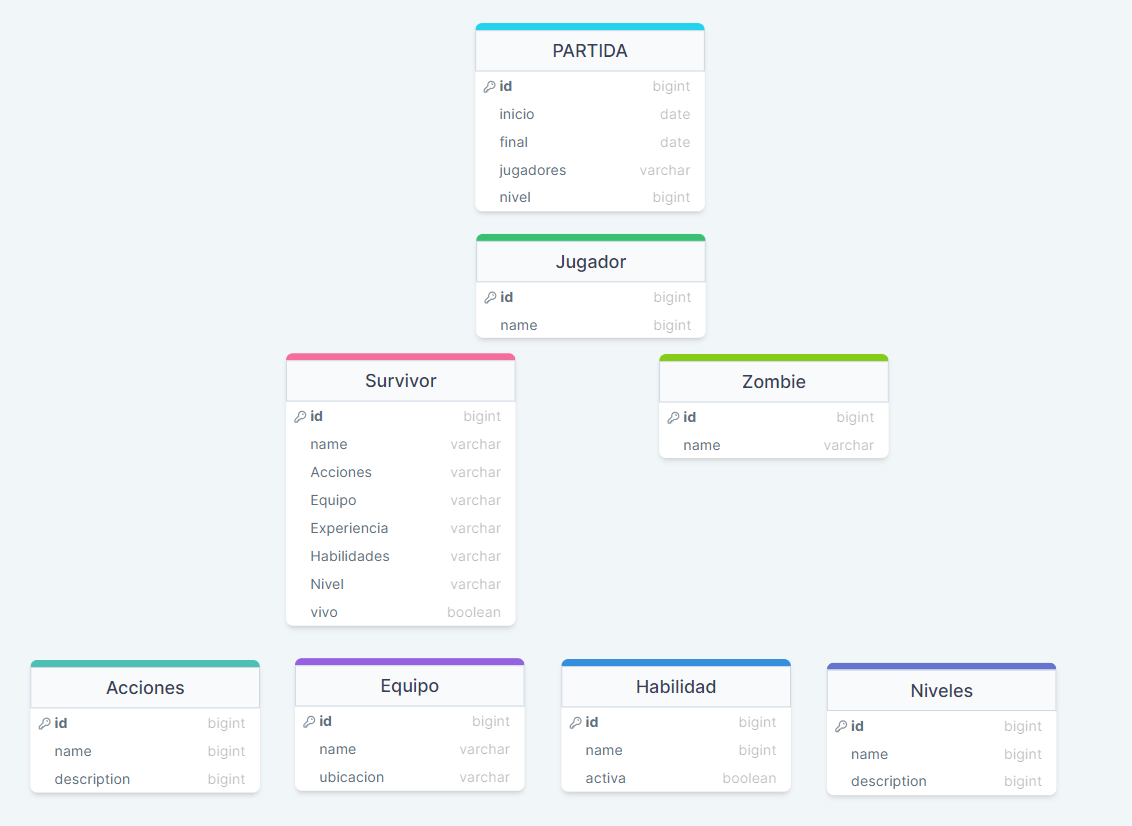 PARTIDA
id bigint
inicio date
final date
jugadores varchar
nivel bigint
Jugador
id bigint
name bigint
Survivor
id bigint
name varchar
Acciones varchar
Equipo varchar
Experiencia varchar
Habilidades varchar
Nivel varchar
vivo boolean
Zombie
id bigint
name varchar
Acciones
id bigint
name bigint
description bigint
Equipo
id bigint
name varchar
ubicacion varchar
Habilidad
id bigint
name bigint
activa boolean
Niveles
id bigint
name bigint
description bigint